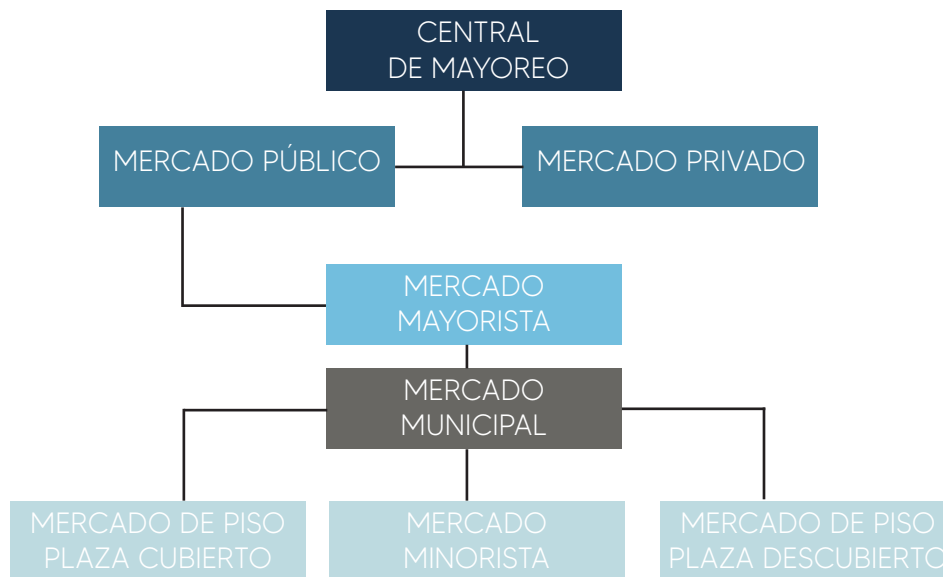 CENTRAL
DE MAYOREO
MERCADO PÚBLICO
MERCADO PRIVADO
MERCADO
MAYORISTA
MERCADO
MUNICIPAL
MERCADO DE PISO
PLAZA CUBIERTO
MERCADO
MINORISTA
MERCADO DE PISO
PLAZA DESCUBIERTO